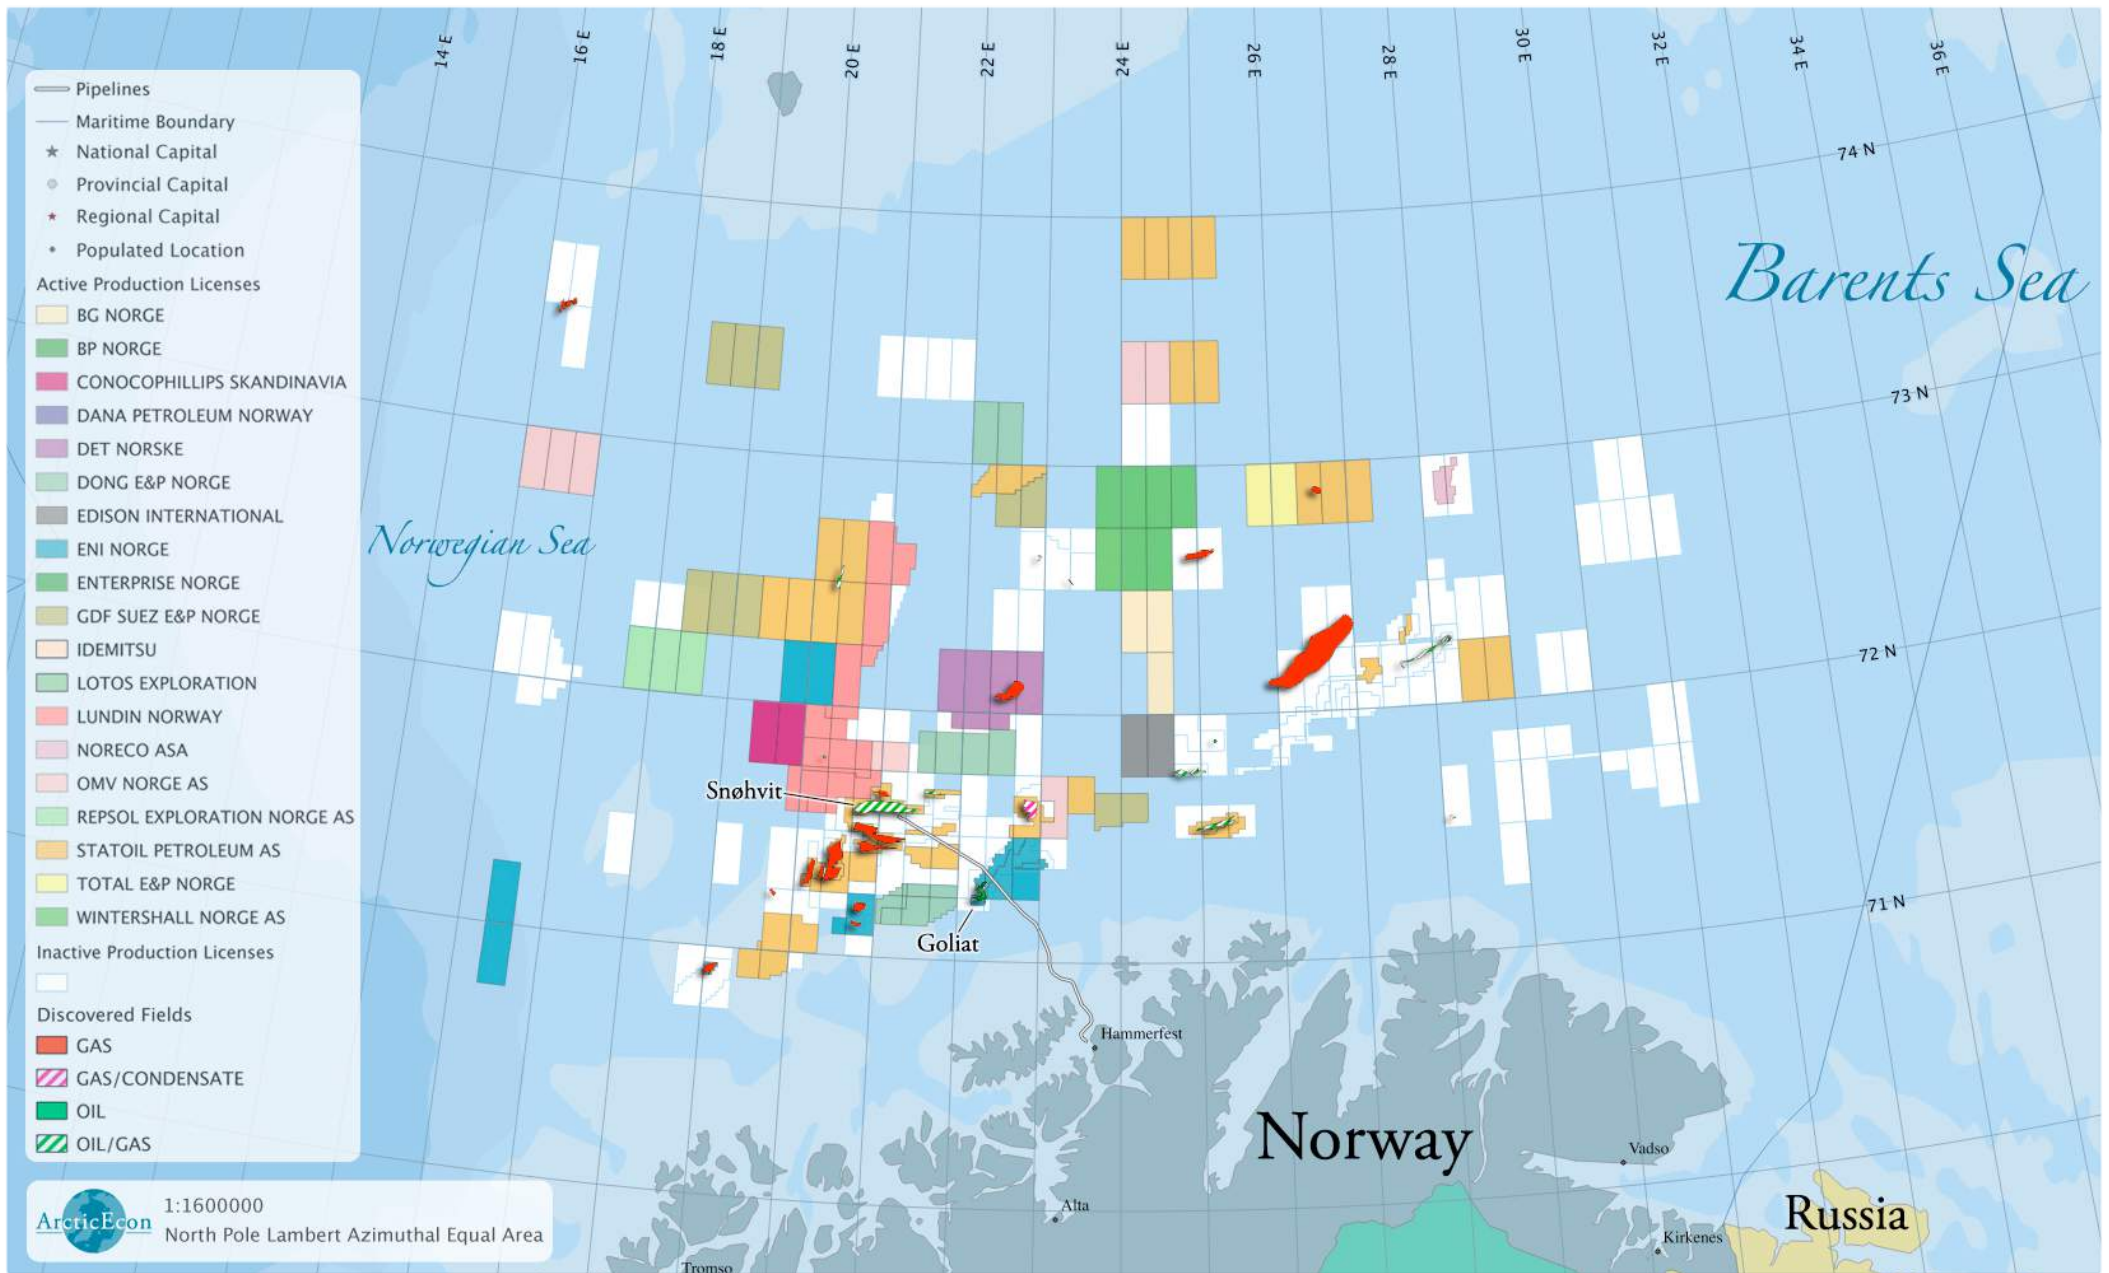 14 E
16 E
18 E
20 E
22 E
24 E
26 E
28 E
30 E
32 E
34 E
36 E
Pipelines
Maritime Boundary
National Capital
Provincial Capital
Regional Capital
Populated Location
Active Production Licenses
BG NORGE
BP NORGE
CONOCOPHILLIPS SKANDINAVIA
DANA PETROLEUM NORWAY
DET NORSKE
DONG E&P NORGE
EDISON INTERNATIONAL
ENI NORGE
ENTERPRISE NORGE
GDF SUEZ E&P NORGE
IDEMITSU
LOTOS EXPLORATION
LUNDIN NORWAY
NORECO ASA
OMV NORGE AS
REPSOL EXPLORATION NORGE AS
STATOIL PETROLEUM AS
TOTAL E&P NORGE
WINTERSHALL NORGE AS
Inactive Production Licenses
Discovered Fields
GAS
GAS/CONDENSATE
OIL
OIL/GAS
ArcticEcon
1:1600000
North Pole Lambert Azimuthal Equal Area
74 N
Barents Sea
73 N
Norwegian Sea
72 N
Snøhvit
71 N
Goliat
Hammerfest
Norway
Vadso
Alta
Russia
Kirkenes
Tromso